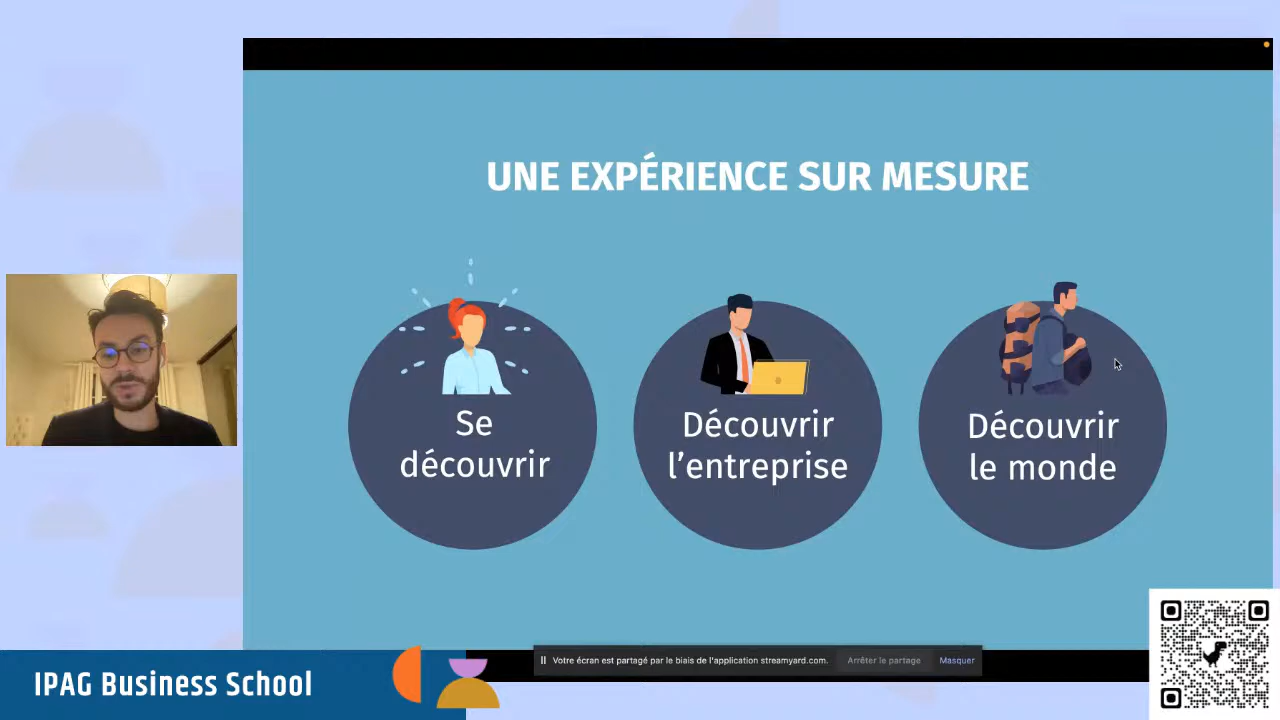 UNE EXPÉRIENCE SUR MESURE
Se
découvrir
Découvrir
l’entreprise
Découvrir
le monde
Votre écran est partagé par le biais de l'application streamyard.com.
Arrêter le partage
Masquer
IPAG Business School